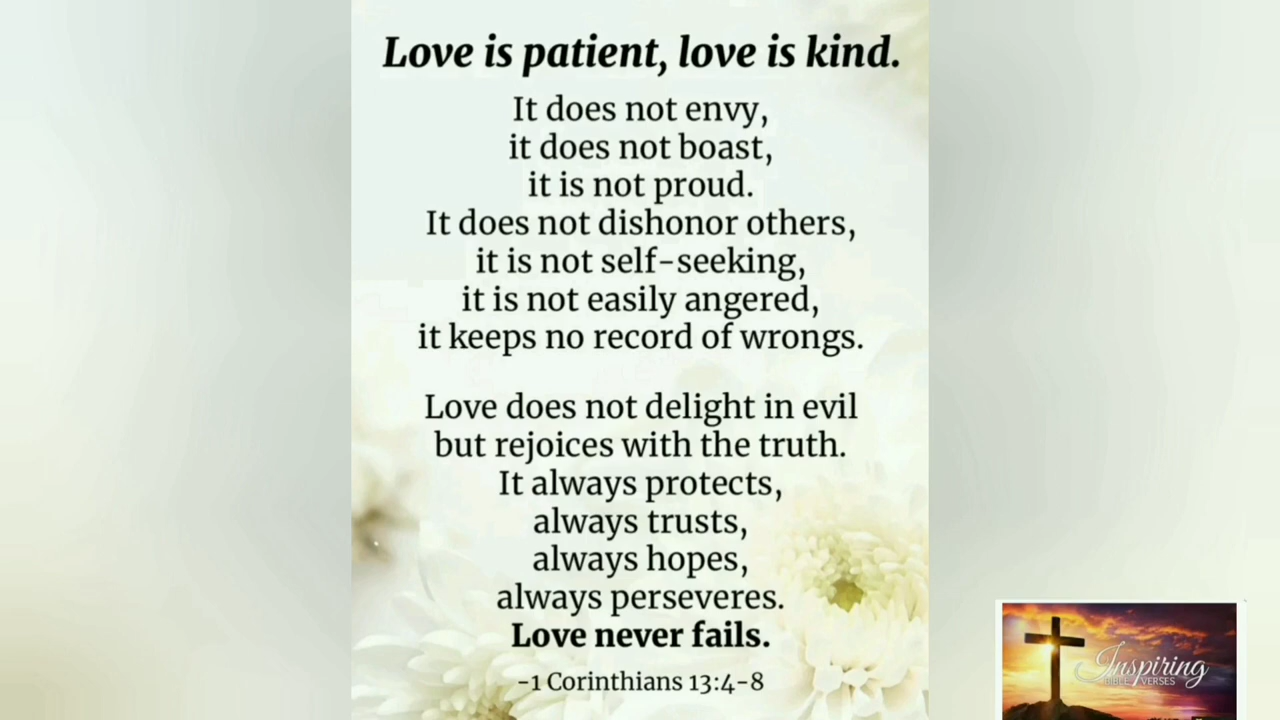 Love is patient, love is kind.
It does not envy,
it does not boast,
it is not proud.
It does not dishonor others,
it is not self-seeking,
it is not easily angered,
it keeps no record of wrongs.
Love does not delight in evil
but rejoices with the truth.
It always protects,
always trusts,
always hopes,
always perseveres.
Love never fails.
-1 Corinthians 13:4-8
Inspiring
BIBLE VERSES